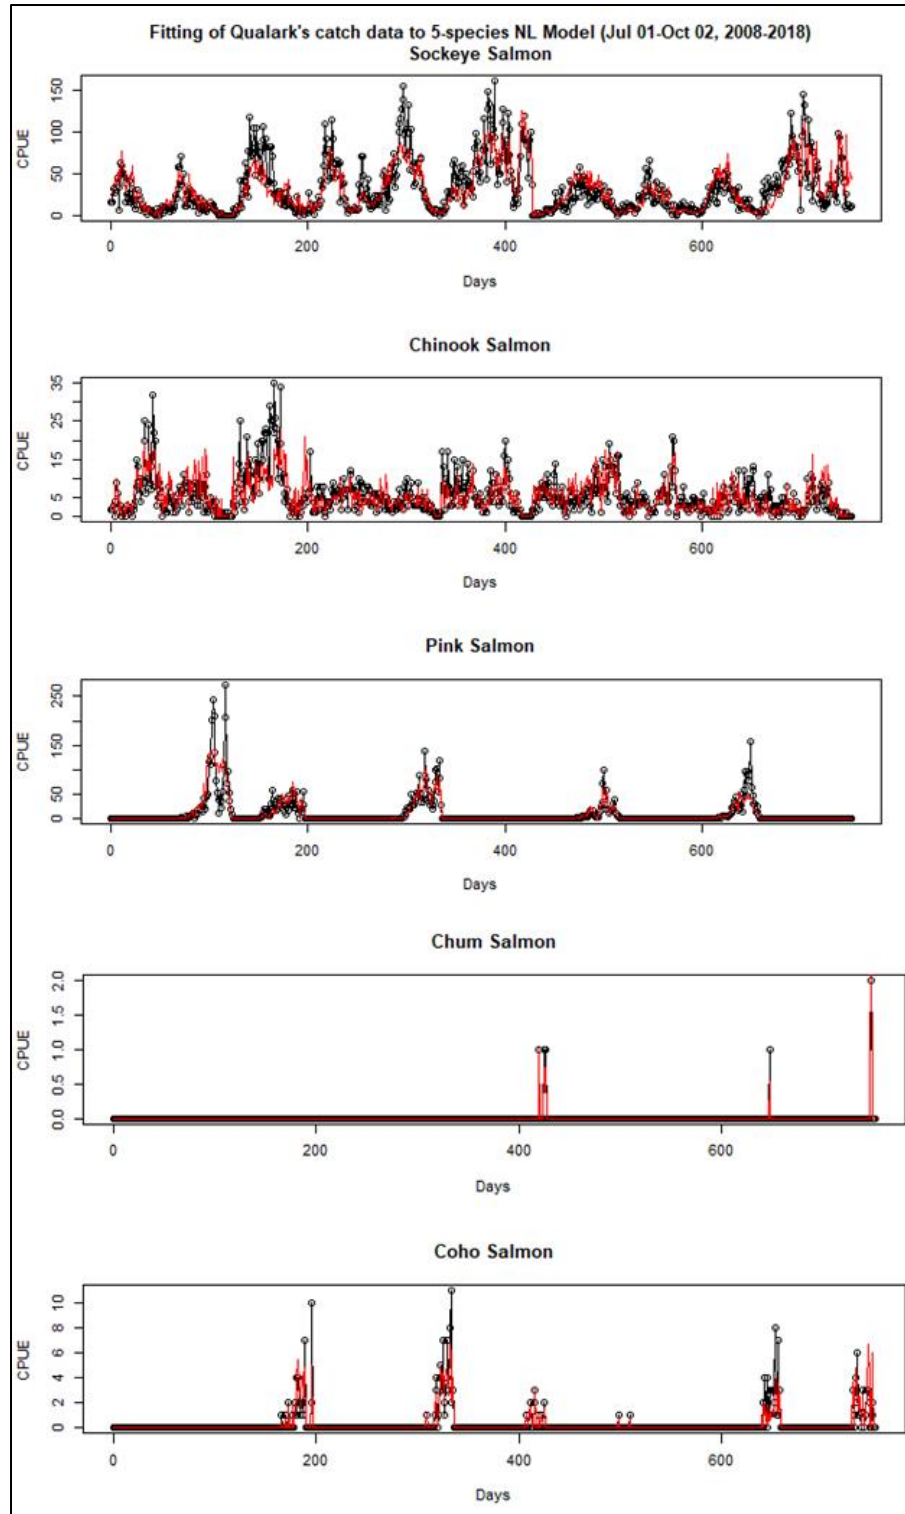 Fitting of Qualark's catch data to 5-species NL Model (Jul 01-Oct 02, 2008-2018)
Sockeye Salmon
CPUE
0 50 100 150
0 200 400 600
Days
Chinook Salmon
CPUE
0 5 15 25 35
0 200 400 600
Days
Pink Salmon
CPUE
0 50 150 250
0 200 400 600
Days
Chum Salmon
CPUE
0.0 0.5 1.0 1.5 2.0
0 200 400 600
Days
Coho Salmon
CPUE
0 2 4 6 8 10
0 200 400 600
Days